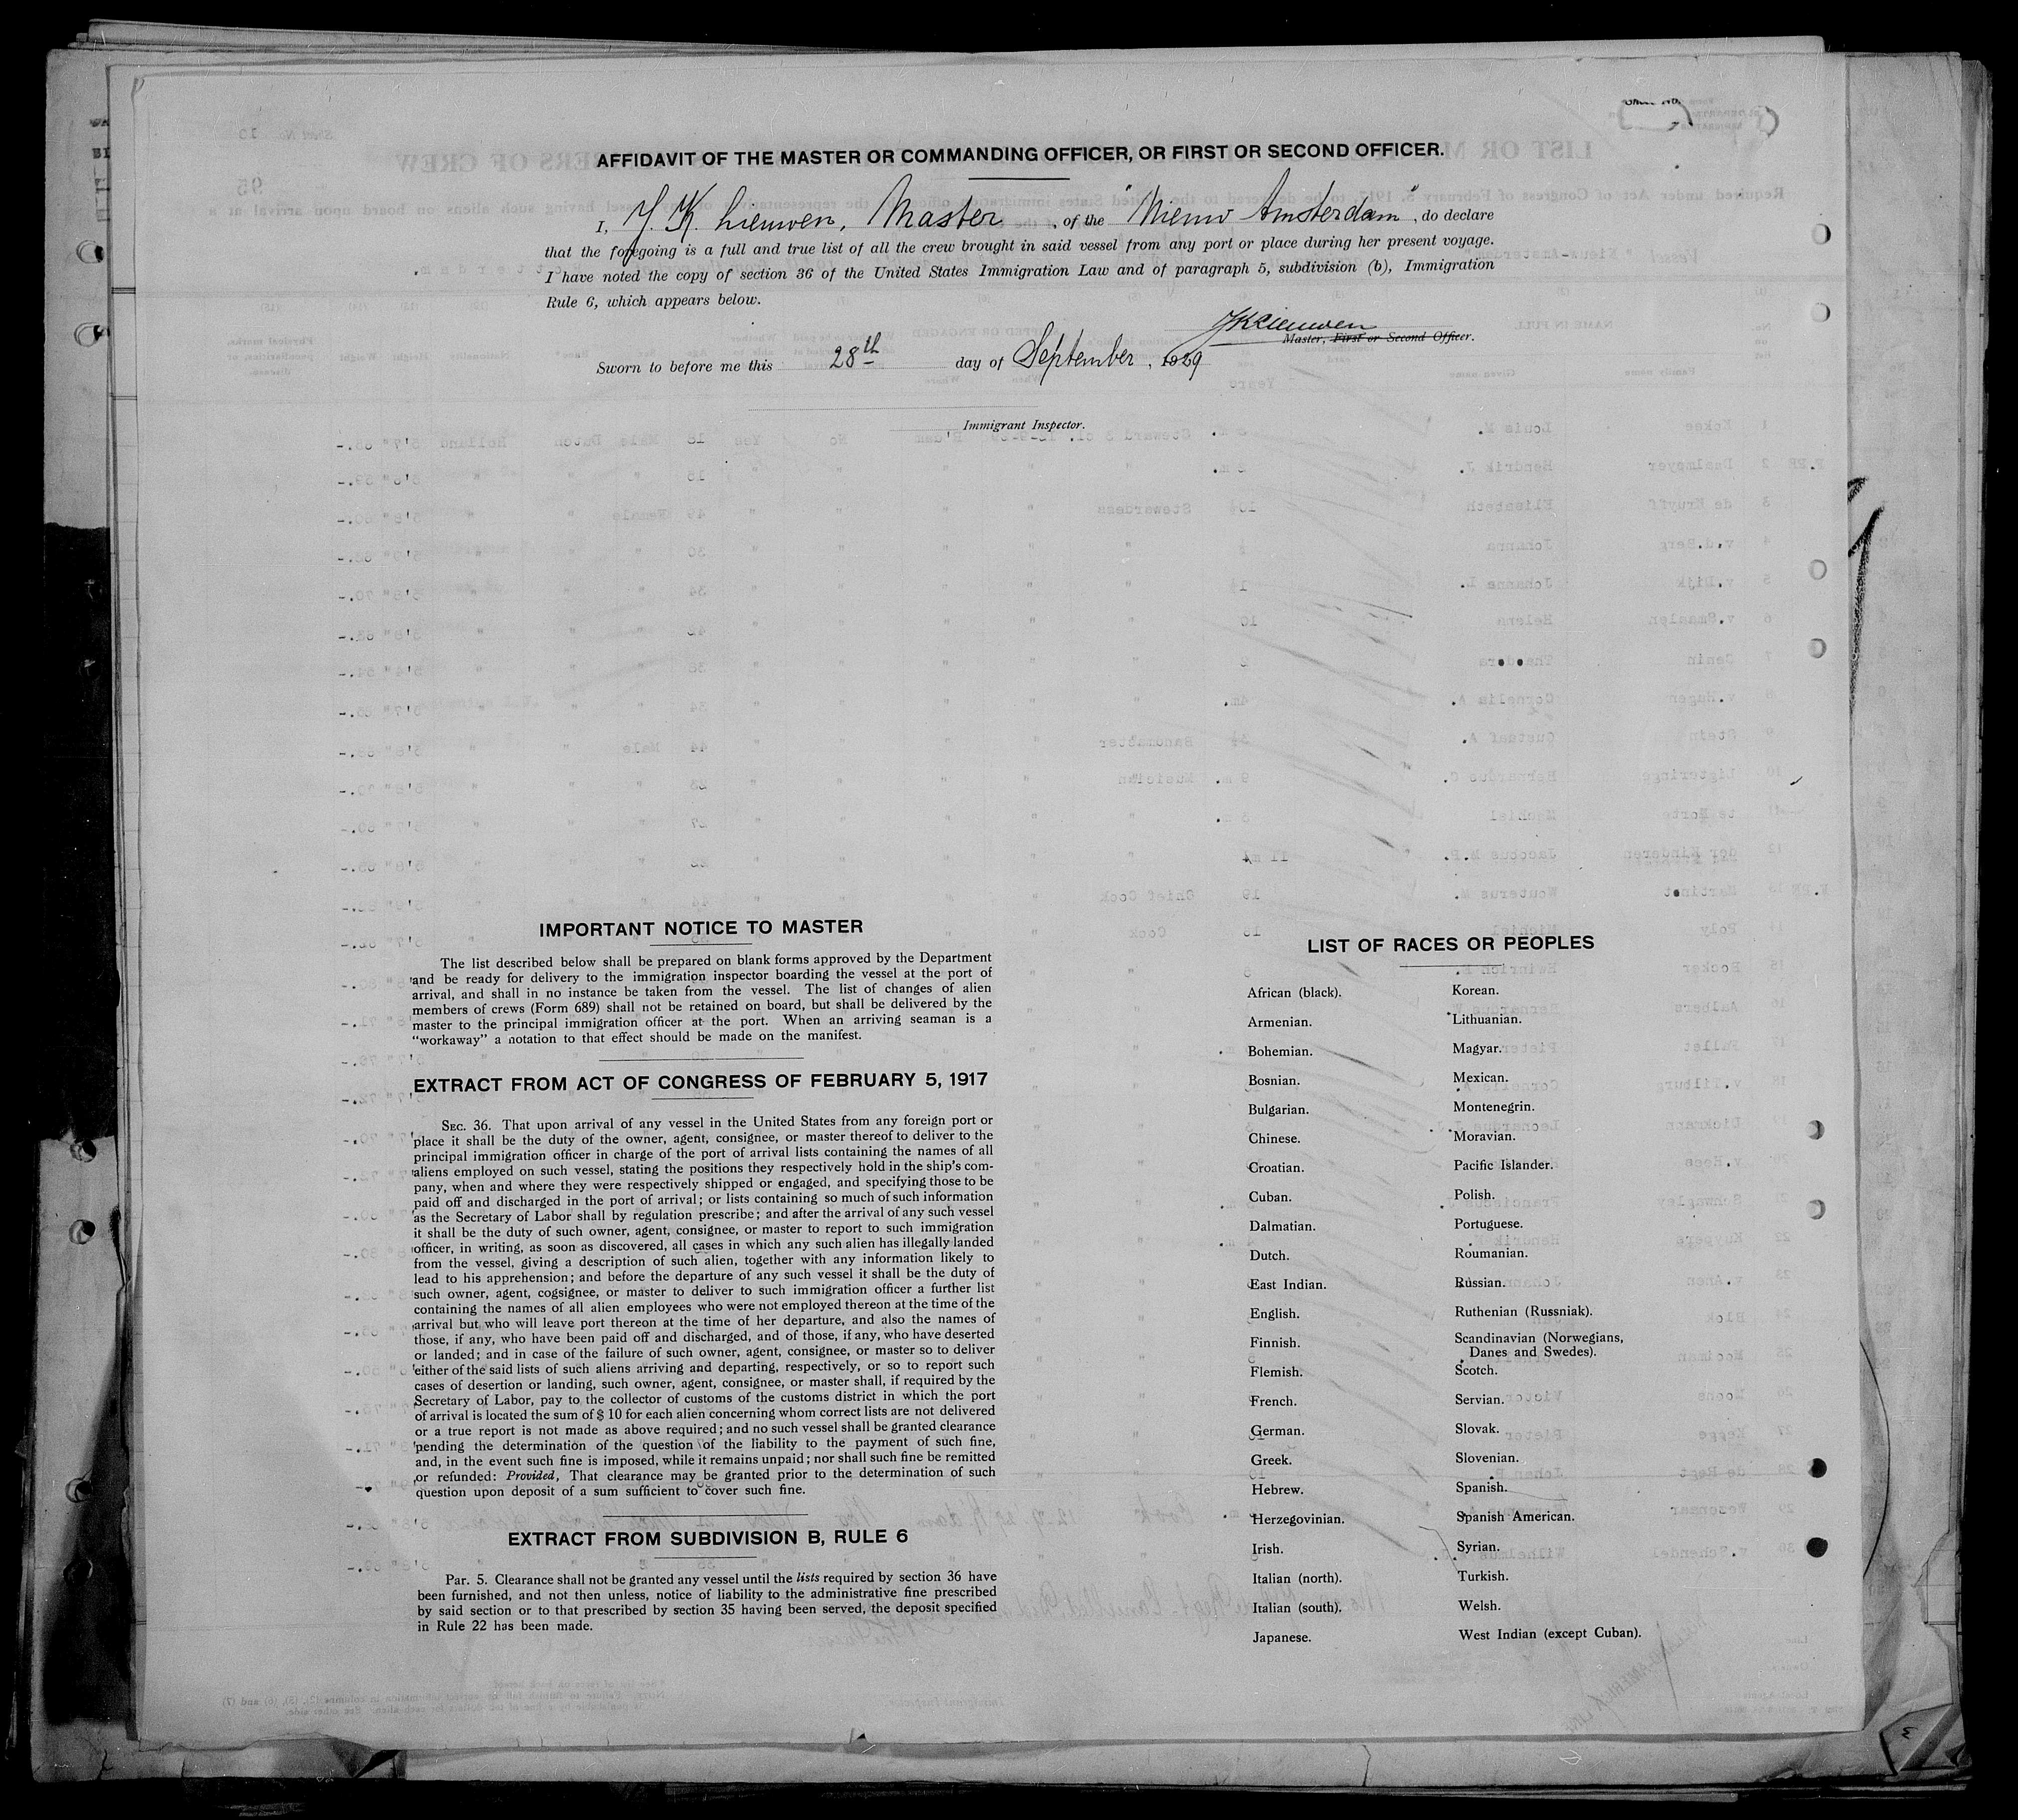 AFFIDAVIT OF THE MASTER OR COMMANDING OFFICER, OR FIRST OR SECOND OFFICER.
I, J. K. Lieuwen, Master, of the "Nieuw Amsterdam", do declare
that the foregoing is a full and true list of all the crew brought in said vessel from any port or place during her present voyage.
I have noted the copy of section 36 of the United States Immigration Law and of paragraph 5, subdivision (b), Immigration
Rule 6, which appears below.
JKLieuwen
Master, First or Second Officer.
Sworn to before me this 28th day of September, 1929
Immigrant Inspector.
IMPORTANT NOTICE TO MASTER
The list described below shall be prepared on blank forms approved by the Department
and be ready for delivery to the immigration inspector boarding the vessel at the port of
arrival, and shall in no instance be taken from the vessel. The list of changes of alien
members of crews (Form 689) shall not be retained on board, but shall be delivered by the
master to the principal immigration officer at the port. When an arriving seaman is a
"workaway" a notation to that effect should be made on the manifest.
EXTRACT FROM ACT OF CONGRESS OF FEBRUARY 5, 1917
SEC. 36. That upon arrival of any vessel in the United States from any foreign port or
place it shall be the duty of the owner, agent, consignee, or master thereof to deliver to the
principal immigration officer in charge of the port of arrival lists containing the names of all
aliens employed on such vessel, stating the positions they respectively hold in the ship's com-
pany, when and where they were respectively shipped or engaged, and specifying those to be
paid off and discharged in the port of arrival; or lists containing so much of such information
as the Secretary of Labor shall by regulation prescribe; and after the arrival of any such vessel
it shall be the duty of such owner, agent, consignee, or master to report to such immigration
officer, in writing, as soon as discovered, all cases in which any such alien has illegally landed
from the vessel, giving a description of such alien, together with any information likely to
lead to his apprehension; and before the departure of any such vessel it shall be the duty of
such owner, agent, cogsignee, or master to deliver to such immigration officer a further list
containing the names of all alien employees who were not employed thereon at the time of the
arrival but who will leave port thereon at the time of her departure, and also the names of
those, if any, who have been paid off and discharged, and of those, if any, who have deserted
or landed; and in case of the failure of such owner, agent, consignee, or master so to deliver
either of the said lists of such aliens arriving and departing, respectively, or so to report such
cases of desertion or landing, such owner, agent, consignee, or master shall, if required by the
Secretary of Labor, pay to the collector of customs of the customs district in which the port
of arrival is located the sum of $ 10 for each alien concerning whom correct lists are not delivered
or a true report is not made as above required; and no such vessel shall be granted clearance
pending the determination of the question of the liability to the payment of such fine,
and, in the event such fine is imposed, while it remains unpaid; nor shall such fine be remitted
or refunded: Provided, That clearance may be granted prior to the determination of such
question upon deposit of a sum sufficient to cover such fine.
EXTRACT FROM SUBDIVISION B, RULE 6
PAR. 5. Clearance shall not be granted any vessel until the lists required by section 36 have
been furnished, and not then unless, notice of liability to the administrative fine prescribed
by said section or to that prescribed by section 35 having been served, the deposit specified
in Rule 22 has been made.
LIST OF RACES OR PEOPLES
African (black).
Armenian.
Bohemian.
Bosnian.
Bulgarian.
Chinese.
Croatian.
Cuban.
Dalmatian.
Dutch.
East Indian.
English.
Finnish.
Flemish.
French.
German.
Greek.
Hebrew.
Herzegovinian.
Irish.
Italian (north).
Italian (south).
Japanese.
Korean.
Lithuanian.
Magyar.
Mexican.
Montenegrin.
Moravian.
Pacific Islander.
Polish.
Portuguese.
Roumanian.
Russian.
Ruthenian (Russniak).
Scandinavian (Norwegians,
Danes and Swedes).
Scotch.
Servian.
Slovak.
Slovenian.
Spanish.
Spanish American.
Syrian.
Turkish.
Welsh.
West Indian (except Cuban).